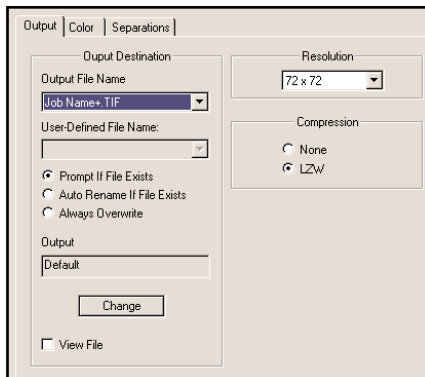 Output Color Separations
Ouput Destination
Output File Name
Job Name+.TIF
User-Defined File Name:
Prompt If File Exists
Auto Rename If File Exists
Always Overwrite
Output
Default
Change
View File
Resolution
72 x 72
Compression
None
LZW